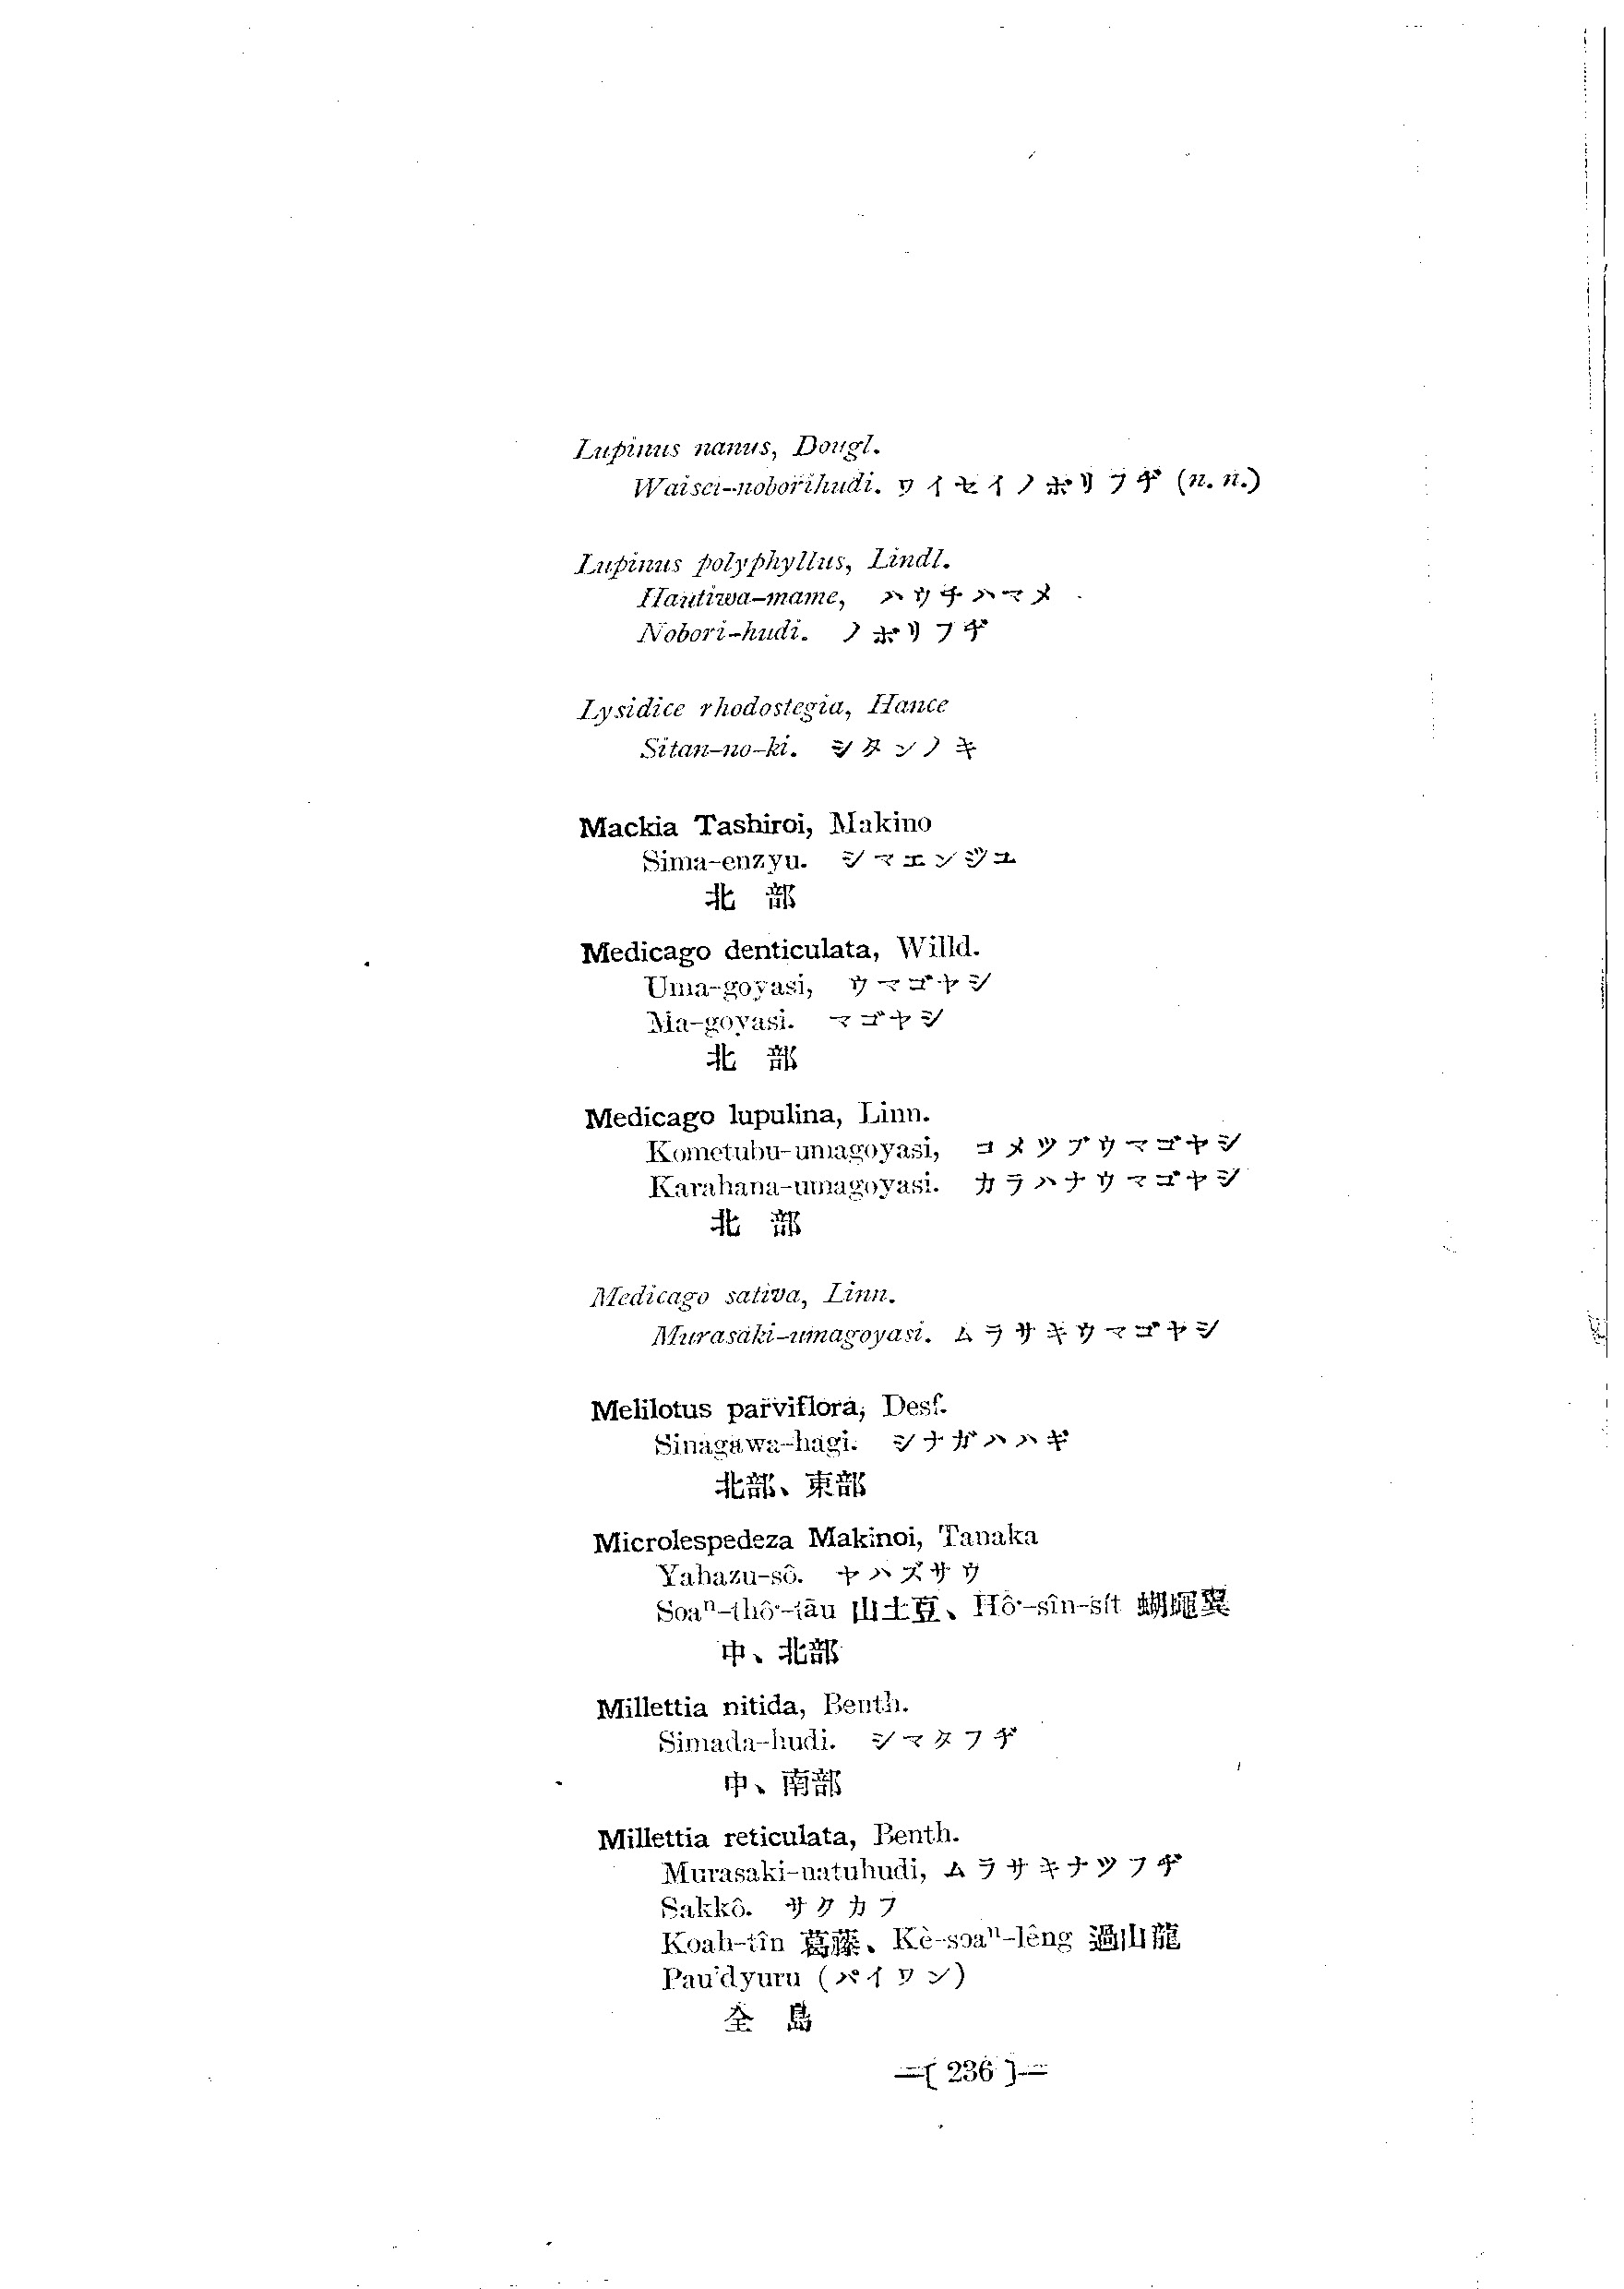 Lupinus nanus, Dougl.
Waisei-noborihudi. ワイセイノボリフヂ (n. n.)
Lupinus polyphyllus, Lindl.
Hautiwa-mame, ハウチハマメ
Nobori-hudi. ノボリフヂ
Lysidice rhodostegia, Hance
Sitan-no-ki. シタンノキ
Mackia Tashiroi, Makino
Sima-enzyu. シマエンジユ
北 部
Medicago denticulata, Willd.
Uma-goyasi, ウマゴヤシ
Ma-goyasi. マゴヤシ
北 部
Medicago lupulina, Linn.
Kometubu-umagoyasi, コメツブウマゴヤシ
Karahana-umagoyasi. カラハナウマゴヤシ
北 部
Medicago sativa, Linn.
Murasaki-umagoyasi. ムラサキウマゴヤシ
Melilotus parviflora, Desf.
Sinagawa-hagi. シナガハハギ
北部、東部
Microlespedeza Makinoi, Tanaka
Yahazu-sô. ヤハズサウ
Soaⁿ-thô·-tāu 山土豆、Hô·-sîn-sít 蝴蠅翼
中、北部
Millettia nitida, Benth.
Simada-hudi. シマダフヂ
中、南部
Millettia reticulata, Benth.
Murasaki-natuhudi, ムラサキナツフヂ
Sakkô. サクカフ
Koah-tîn 葛藤、Kè-soaⁿ-lêng 過山龍
Pau'dyuru (パイワン)
全 島
—( 236 )—